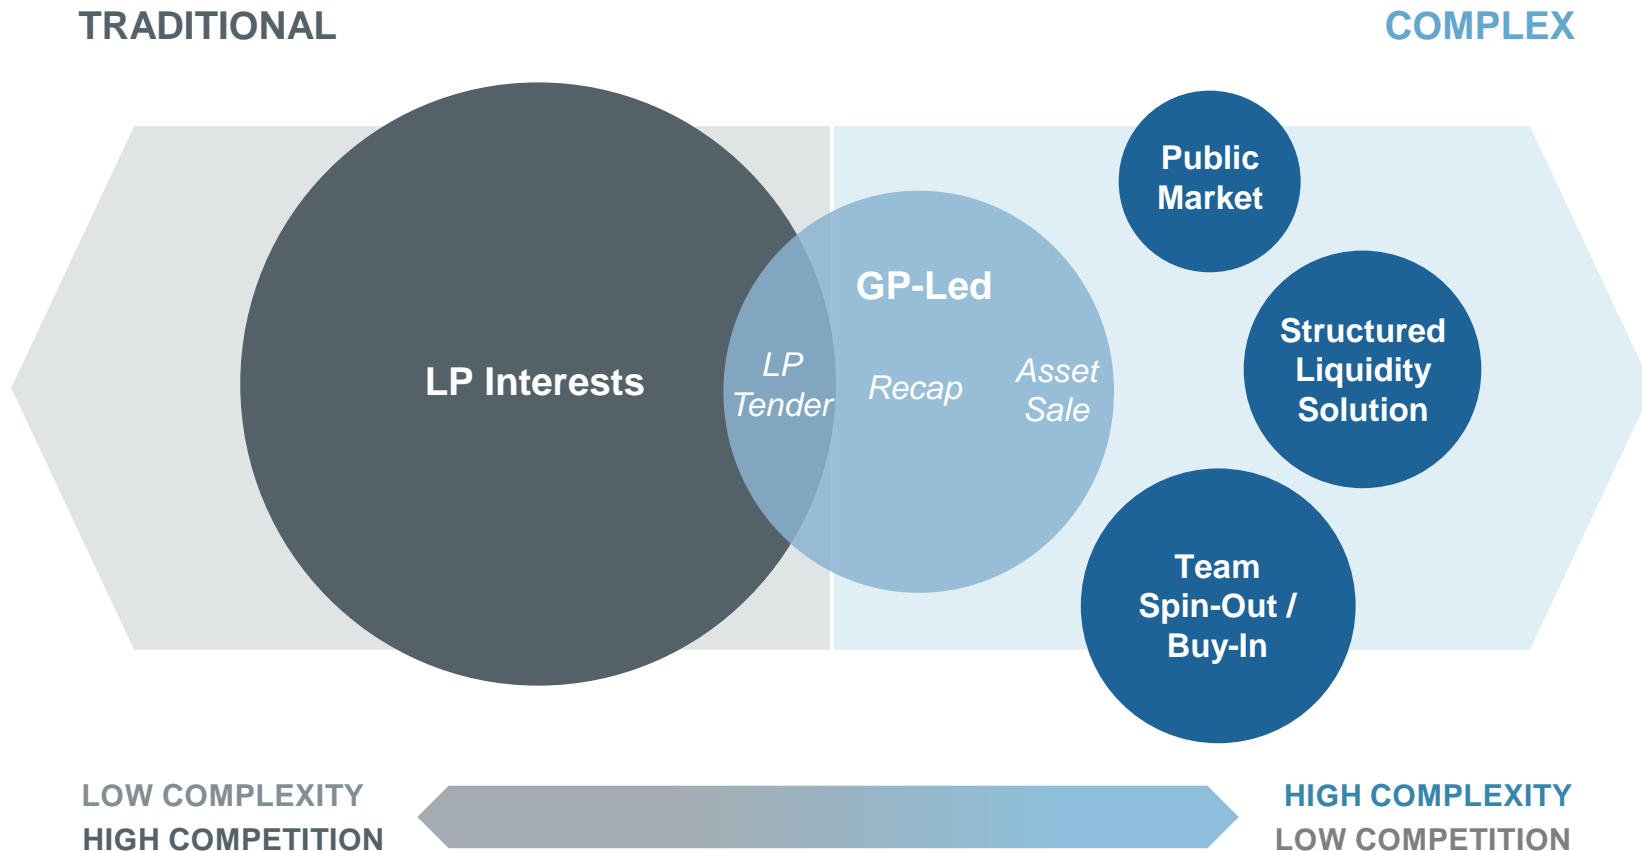 TRADITIONAL
COMPLEX
Public
Market
GP-Led
Structured
Liquidity
Solution
LP Interests
LP
Tender
Recap
Asset
Sale
Team
Spin-Out /
Buy-In
LOW COMPLEXITY
HIGH COMPETITION
HIGH COMPLEXITY
LOW COMPETITION